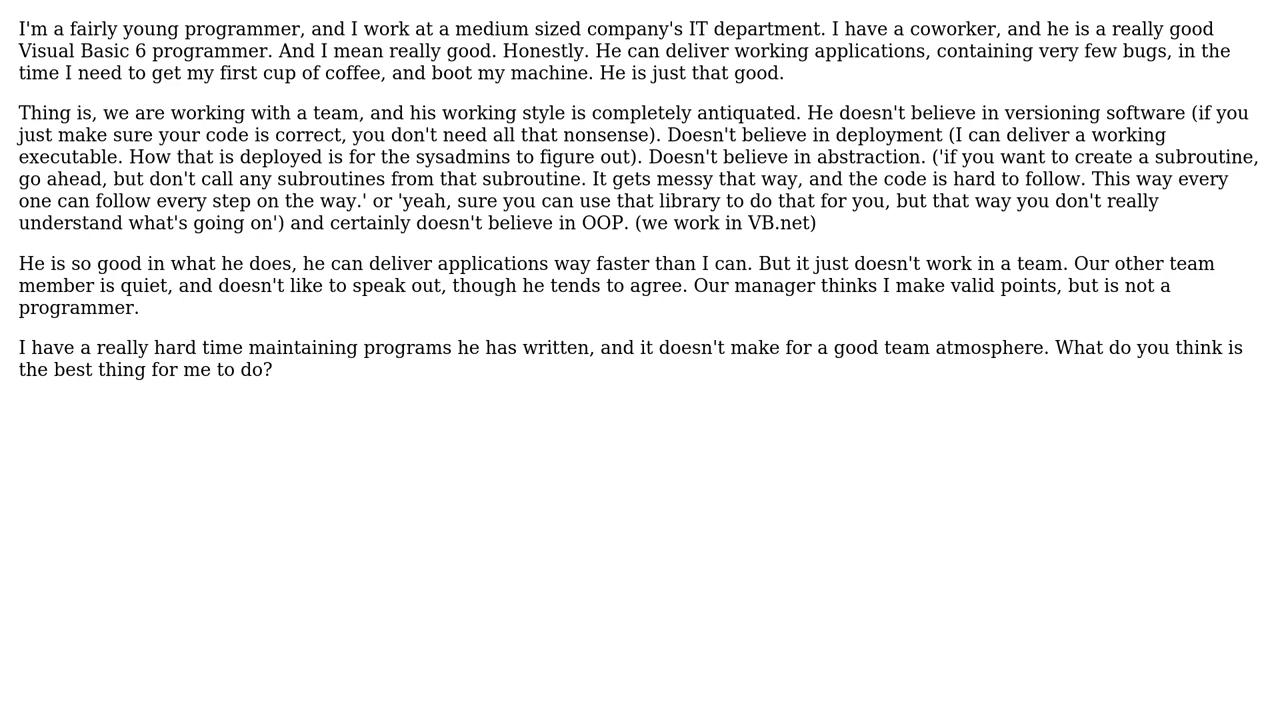 I'm a fairly young programmer, and I work at a medium sized company's IT department. I have a coworker, and he is a really good
Visual Basic 6 programmer. And I mean really good. Honestly. He can deliver working applications, containing very few bugs, in the
time I need to get my first cup of coffee, and boot my machine. He is just that good.
Thing is, we are working with a team, and his working style is completely antiquated. He doesn't believe in versioning software (if you
just make sure your code is correct, you don't need all that nonsense). Doesn't believe in deployment (I can deliver a working
executable. How that is deployed is for the sysadmins to figure out). Doesn't believe in abstraction. ('if you want to create a subroutine,
go ahead, but don't call any subroutines from that subroutine. It gets messy that way, and the code is hard to follow. This way every
one can follow every step on the way.' or 'yeah, sure you can use that library to do that for you, but that way you don't really
understand what's going on') and certainly doesn't believe in OOP. (we work in VB.net)
He is so good in what he does, he can deliver applications way faster than I can. But it just doesn't work in a team. Our other team
member is quiet, and doesn't like to speak out, though he tends to agree. Our manager thinks I make valid points, but is not a
programmer.
I have a really hard time maintaining programs he has written, and it doesn't make for a good team atmosphere. What do you think is
the best thing for me to do?